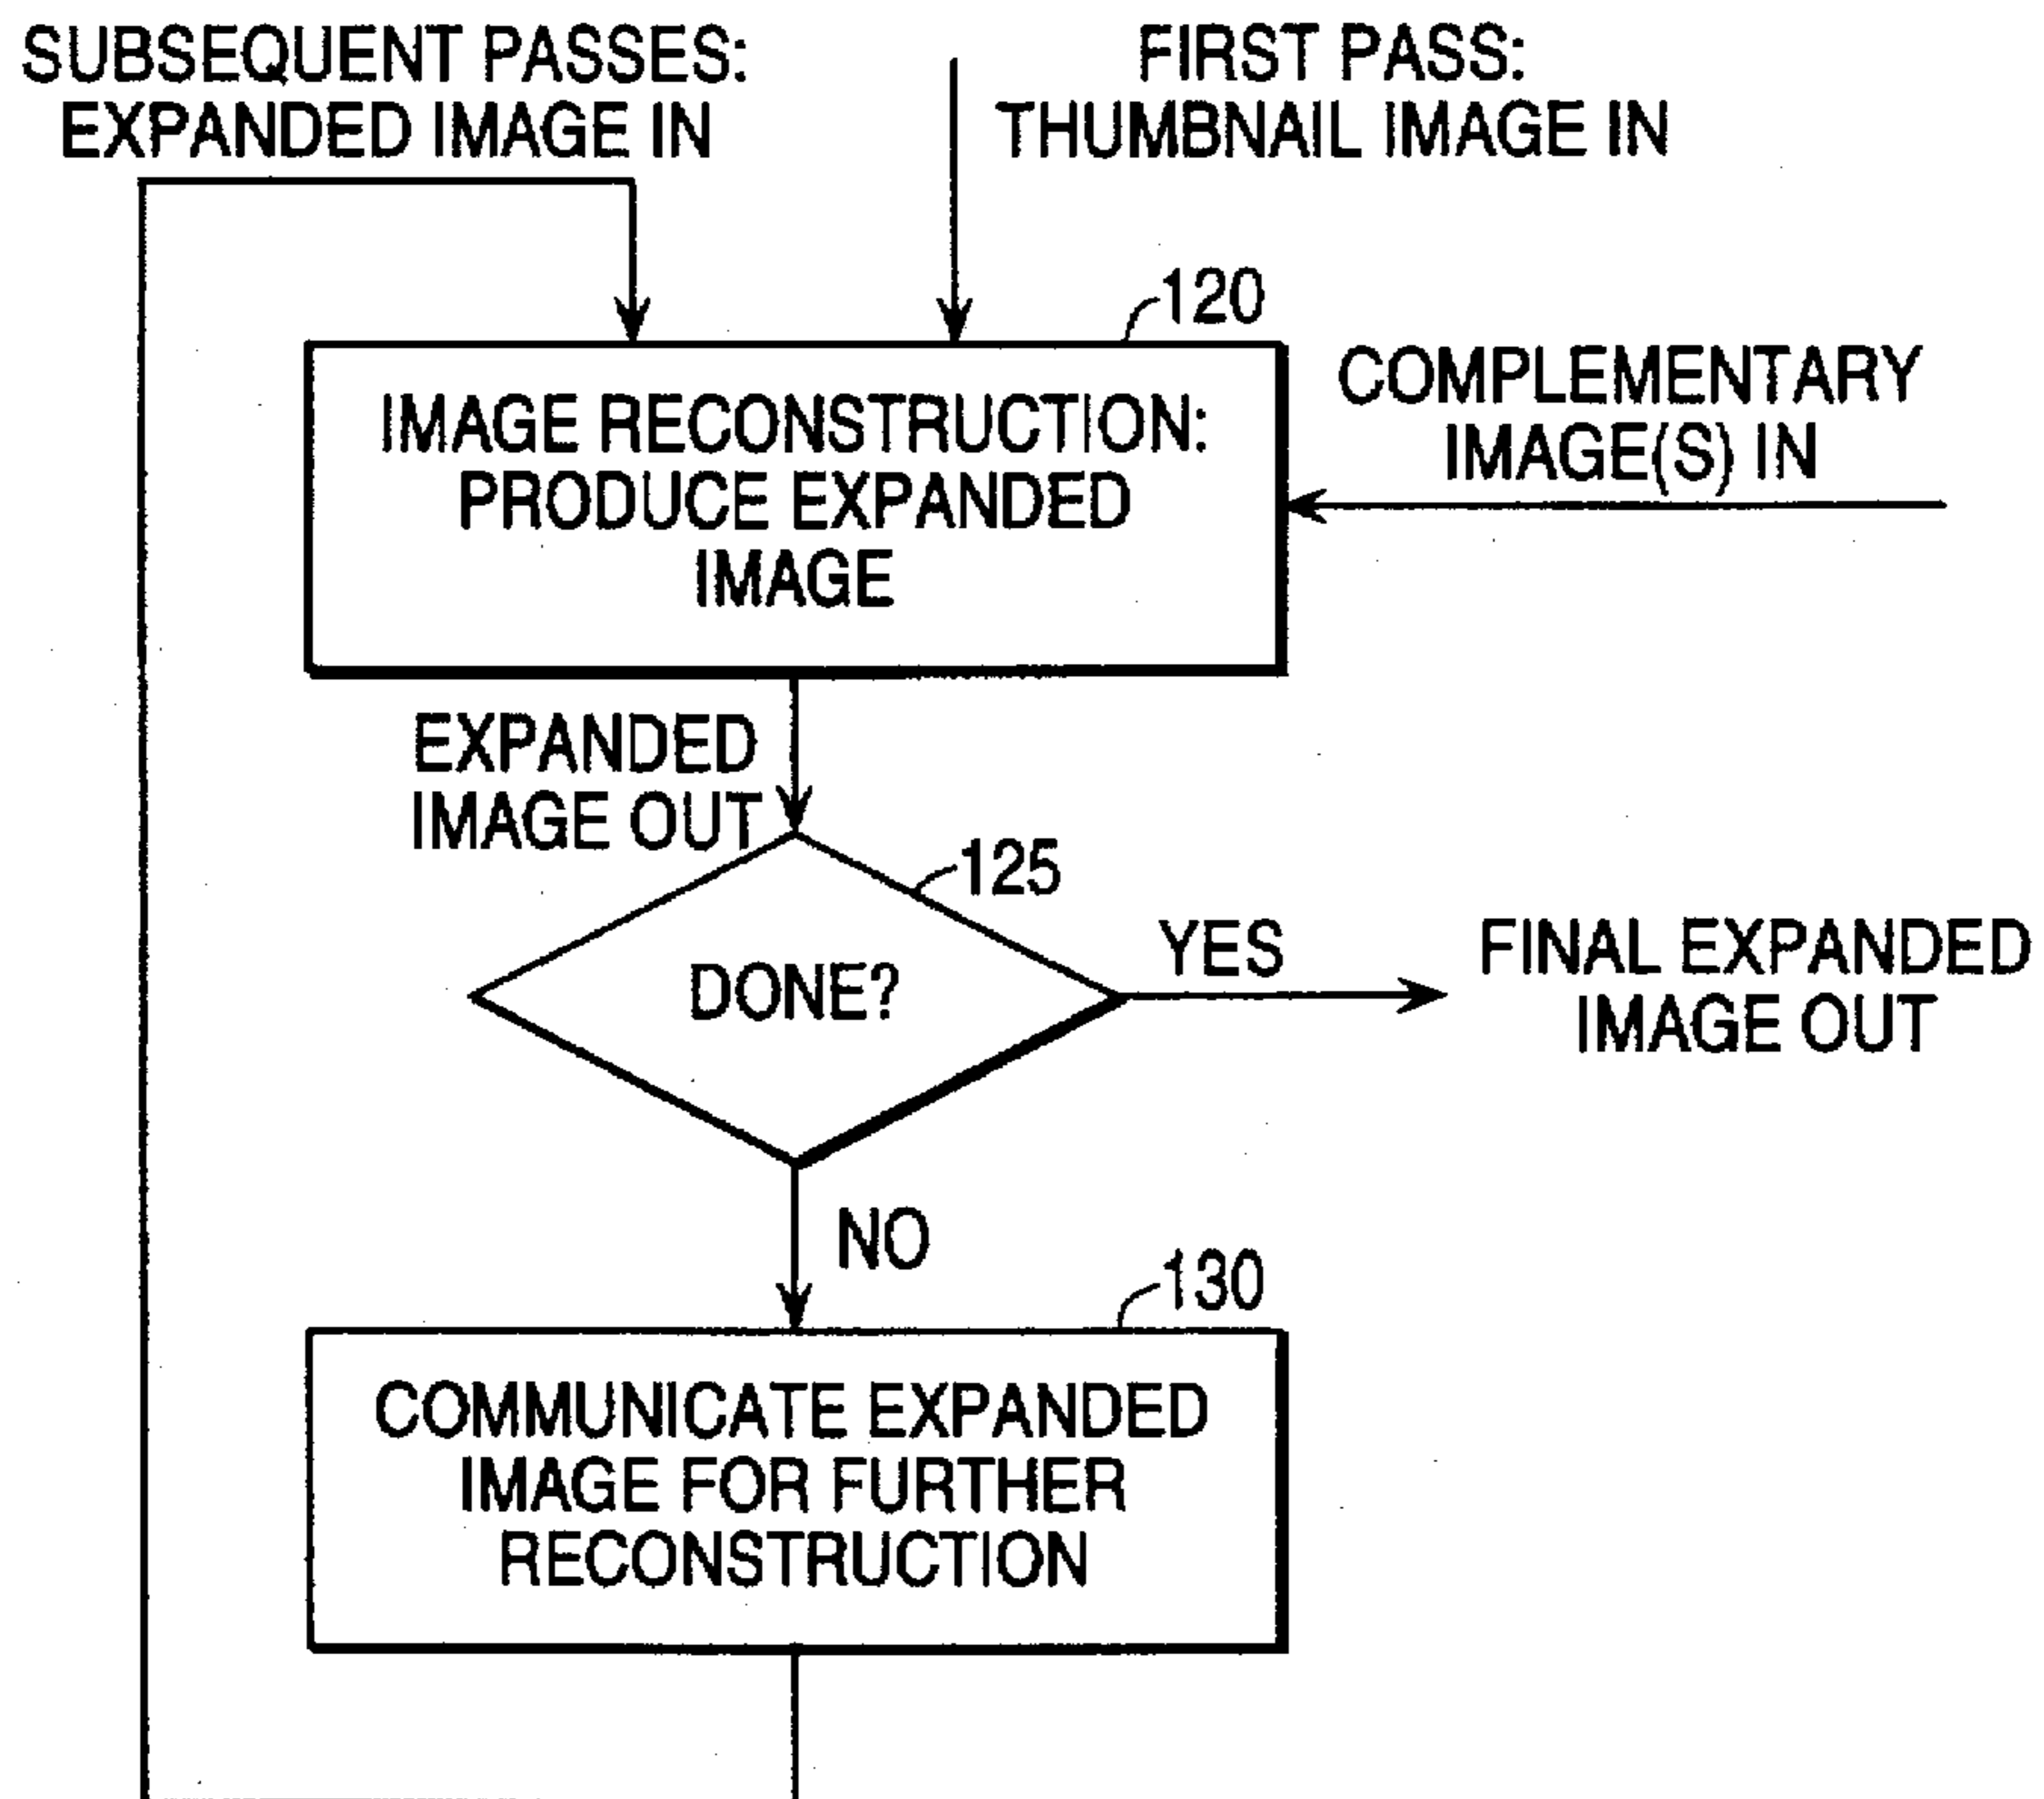 SUBSEQUENT PASSES:
EXPANDED IMAGE IN
FIRST PASS:
THUMBNAIL IMAGE IN
120
IMAGE RECONSTRUCTION:
PRODUCE EXPANDED
IMAGE
COMPLEMENTARY
IMAGE(S) IN
EXPANDED
IMAGE OUT
125
DONE?
YES
FINAL EXPANDED
IMAGE OUT
NO
130
COMMUNICATE EXPANDED
IMAGE FOR FURTHER
RECONSTRUCTION